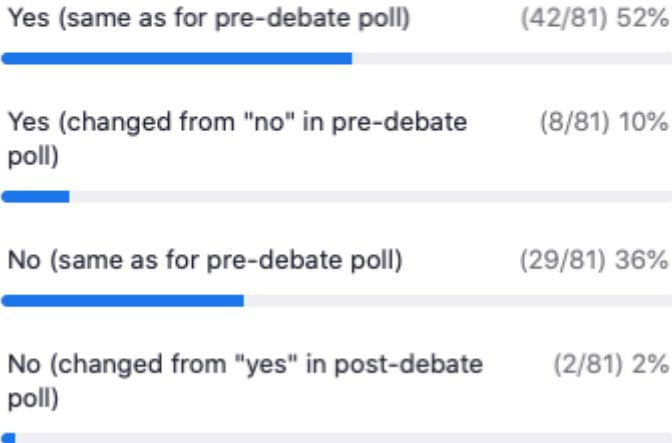 Yes (same as for pre-debate poll) (42/81) 52%
Yes (changed from "no" in pre-debate (8/81) 10%
poll)
No (same as for pre-debate poll) (29/81) 36%
No (changed from "yes" in post-debate (2/81) 2%
poll)